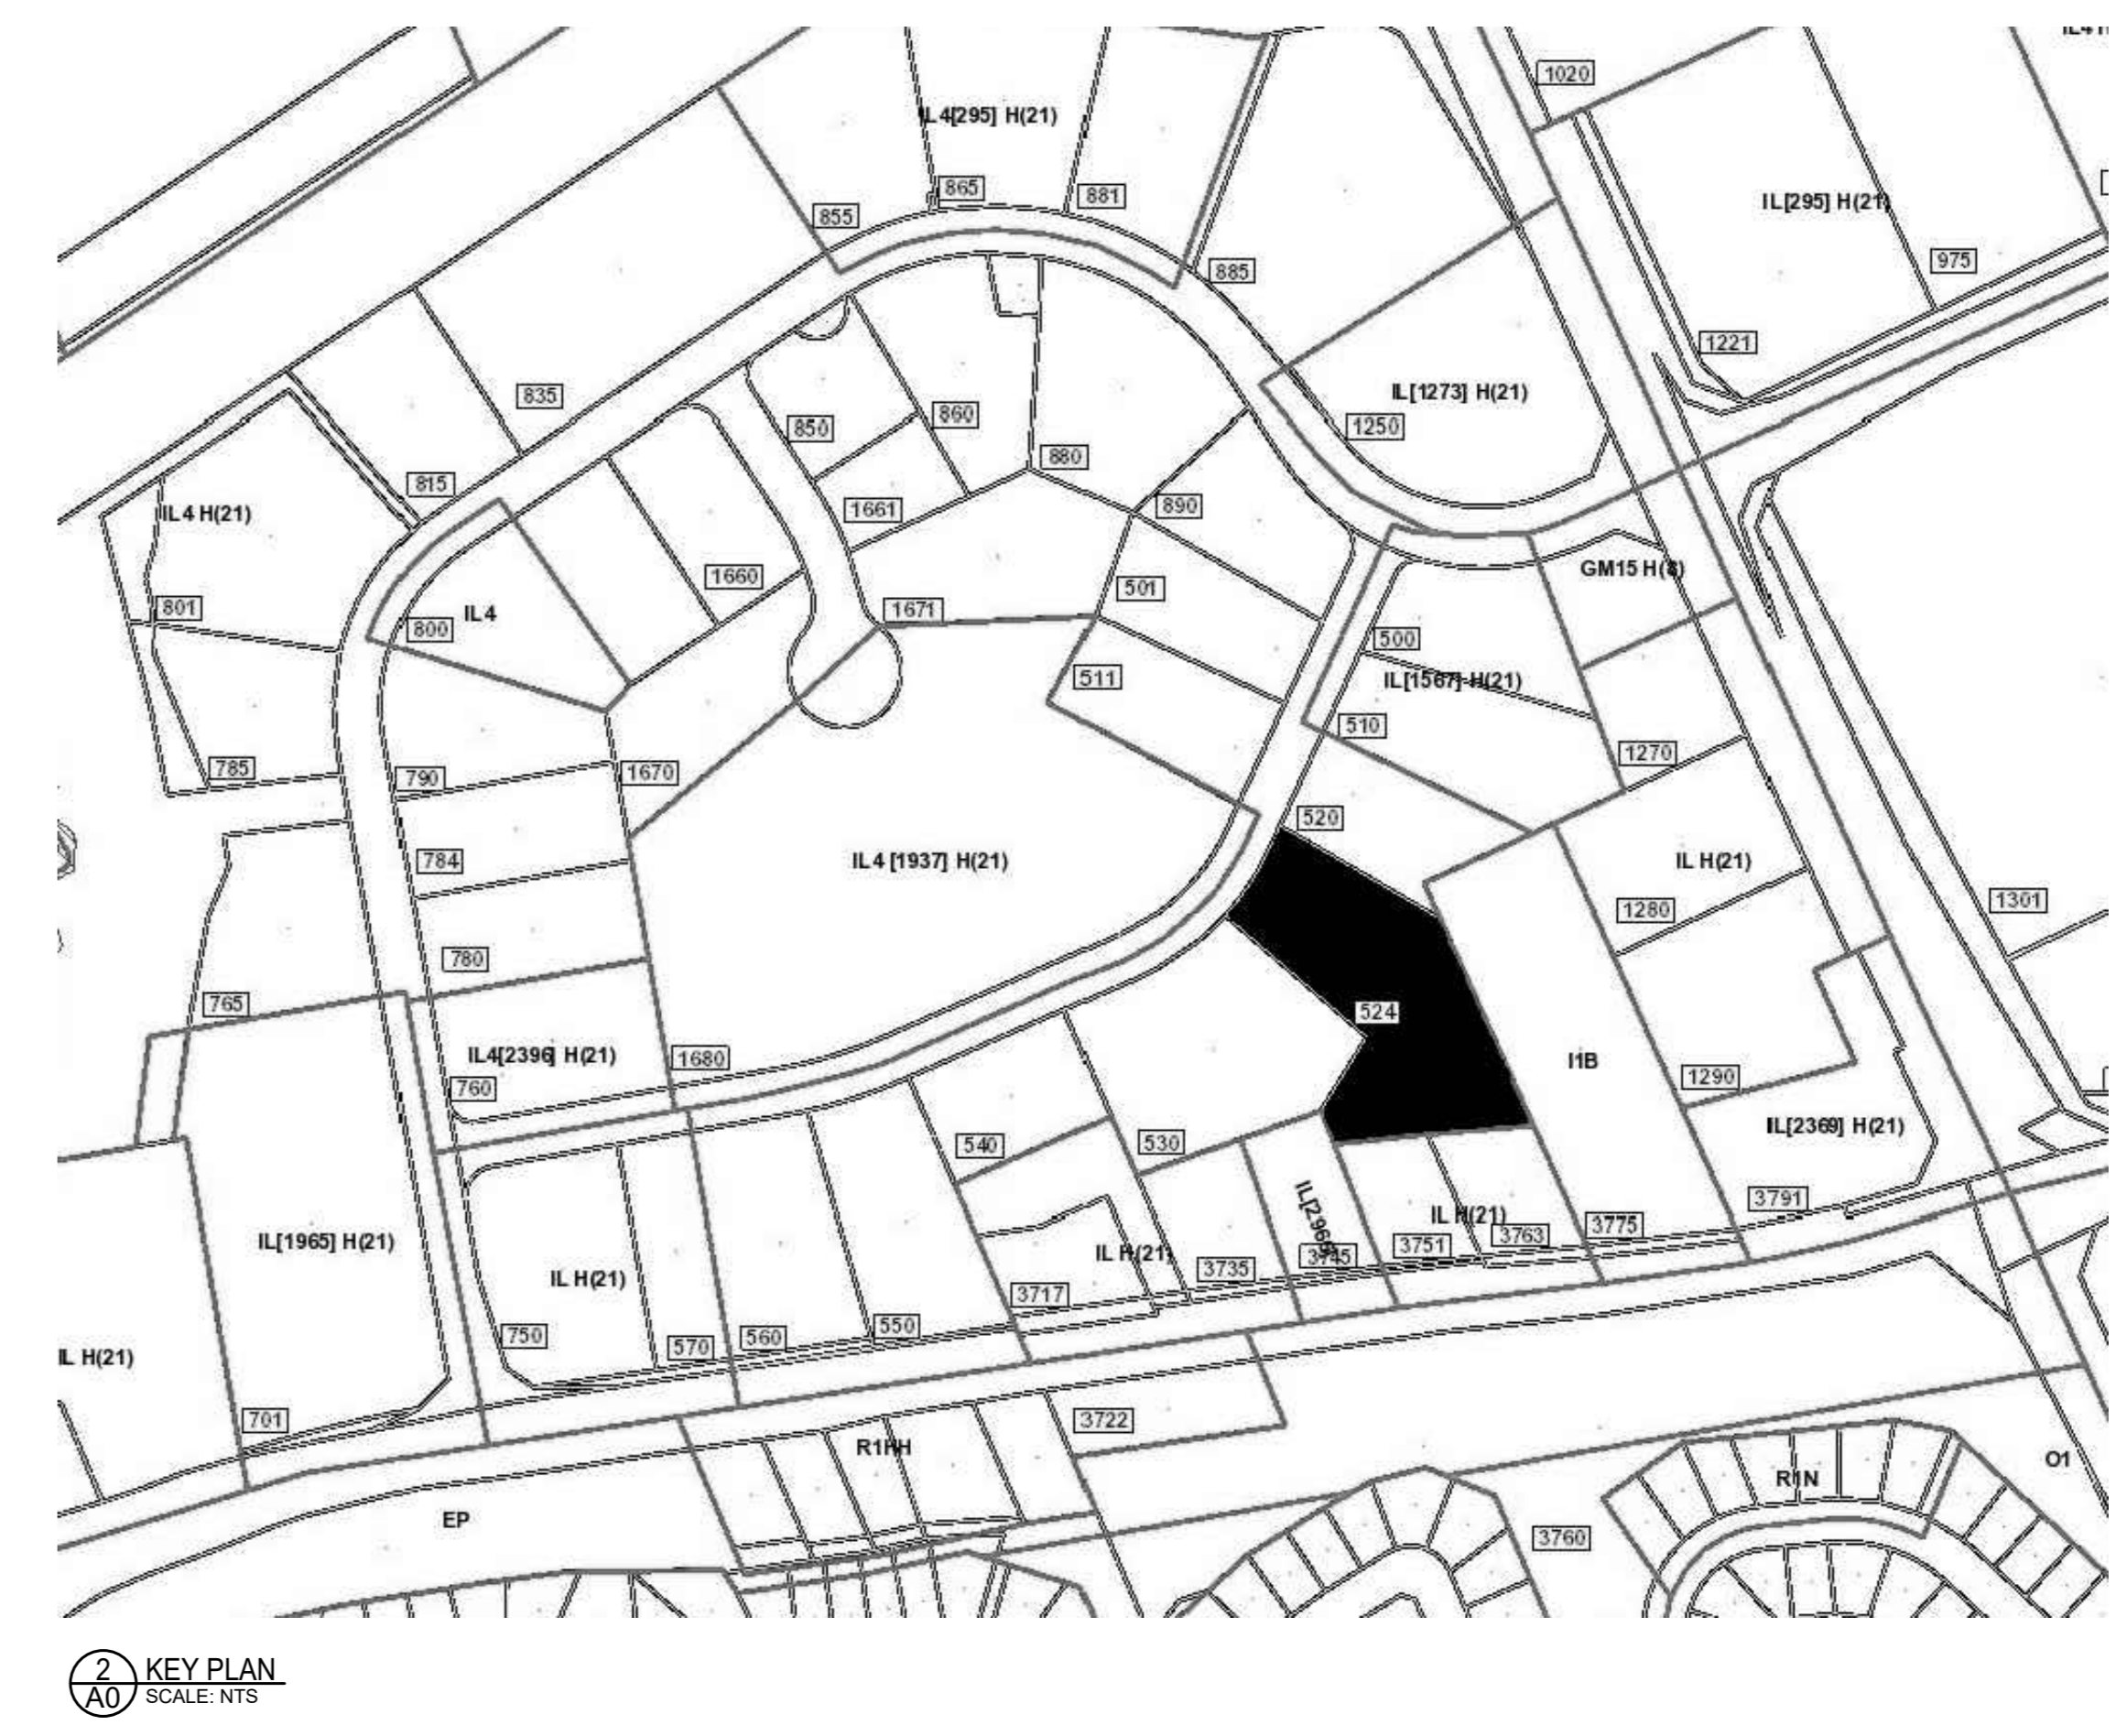 1020
IL4[295] H(21)
865
881
855
IL[295] H(21)
975
885
1221
835
IL[1273] H(21)
1250
850
860
880
815
IL4 H(21)
1661
890
1660
GM15 H(8)
501
801
1671
800
IL4
500
511
IL[1567] H(21)
510
1270
785
790
1670
520
784
IL4 [1937] H(21)
IL H(21)
1280
1301
780
765
524
IL4[2396] H(21)
1680
I1B
1290
760
IL[2369] H(21)
540
530
3791
IL[1965] H(21)
IL H(21)
3775
3763
3751
3745
3735
IL H(21)
IL H(21)
3717
750
570
560
550
IL H(21)
701
3722
R1HH
O1
R1N
EP
3760
2
A0
KEY PLAN
SCALE: NTS